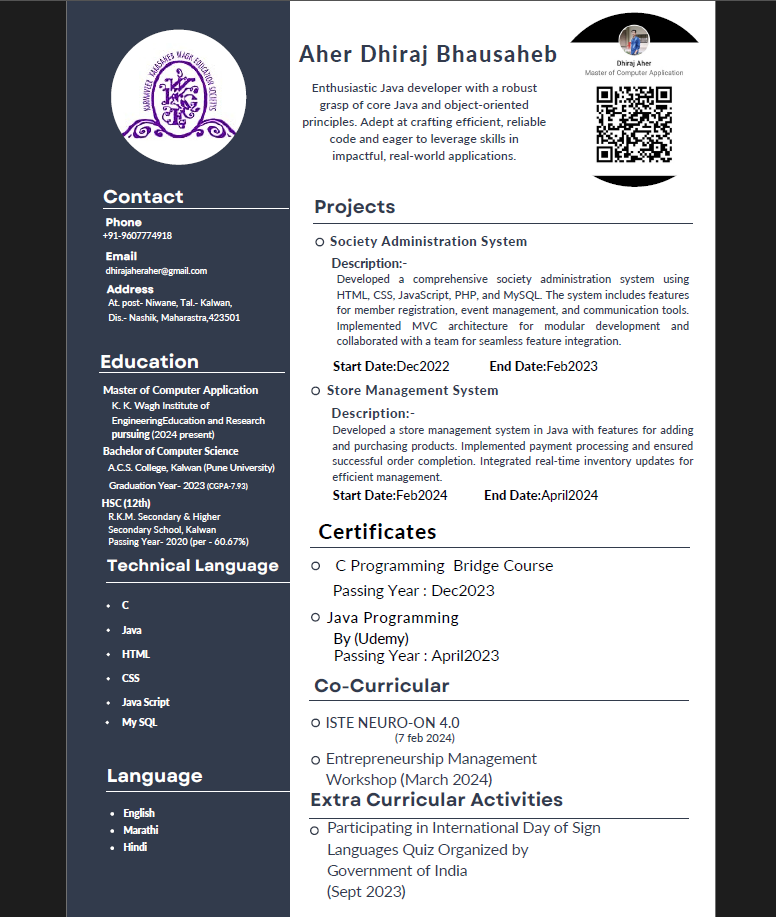 KARMAVEER KAKASAHEB WAGH EDUCATION SOCIETY'S
Contact
Phone
+91-9607774918
Email
dhirajaheraher@gmail.com
Address
At. post- Niwane, Tal.- Kalwan,
Dis.- Nashik, Maharastra,423501
Education
Master of Computer Application
K. K. Wagh Institute of
EngineeringEducation and Research
pursuing (2024 present)
Bachelor of Computer Science
A.C.S. College, Kalwan (Pune University)
Graduation Year- 2023 (CGPA-7.93)
HSC (12th)
R.K.M. Secondary & Higher
Secondary School, Kalwan
Passing Year- 2020 (per - 60.67%)
Technical Language
C
Java
HTML
CSS
Java Script
My SQL
Language
English
Marathi
Hindi
Aher Dhiraj Bhausaheb
Enthusiastic Java developer with a robust
grasp of core Java and object-oriented
principles. Adept at crafting efficient, reliable
code and eager to leverage skills in
impactful, real-world applications.
Dhiraj Aher
Master of Computer Application
Projects
Society Administration System
Description:-
Developed a comprehensive society administration system using
HTML, CSS, JavaScript, PHP, and MySQL. The system includes features
for member registration, event management, and communication tools.
Implemented MVC architecture for modular development and
collaborated with a team for seamless feature integration.
Start Date:Dec2022 End Date:Feb2023
Store Management System
Description:-
Developed a store management system in Java with features for adding
and purchasing products. Implemented payment processing and ensured
successful order completion. Integrated real-time inventory updates for
efficient management.
Start Date:Feb2024 End Date:April2024
Certificates
C Programming Bridge Course
Passing Year : Dec2023
Java Programming
By (Udemy)
Passing Year : April2023
Co-Curricular
ISTE NEURO-ON 4.0
(7 feb 2024)
Entrepreneurship Management
Workshop (March 2024)
Extra Curricular Activities
Participating in International Day of Sign
Languages Quiz Organized by
Government of India
(Sept 2023)